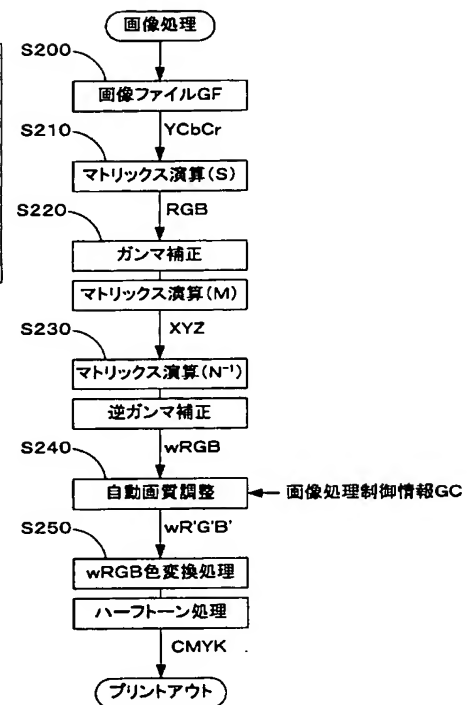 画像処理
S200
画像ファイルGF
YCbCr
S210
マトリックス演算(S)
RGB
S220
ガンマ補正
マトリックス演算(M)
XYZ
S230
マトリックス演算(N⁻¹)
逆ガンマ補正
wRGB
S240
自動画質調整
画像処理制御情報GC
wR'G'B'
S250
wRGB色変換処理
ハーフトーン処理
CMYK
プリントアウト